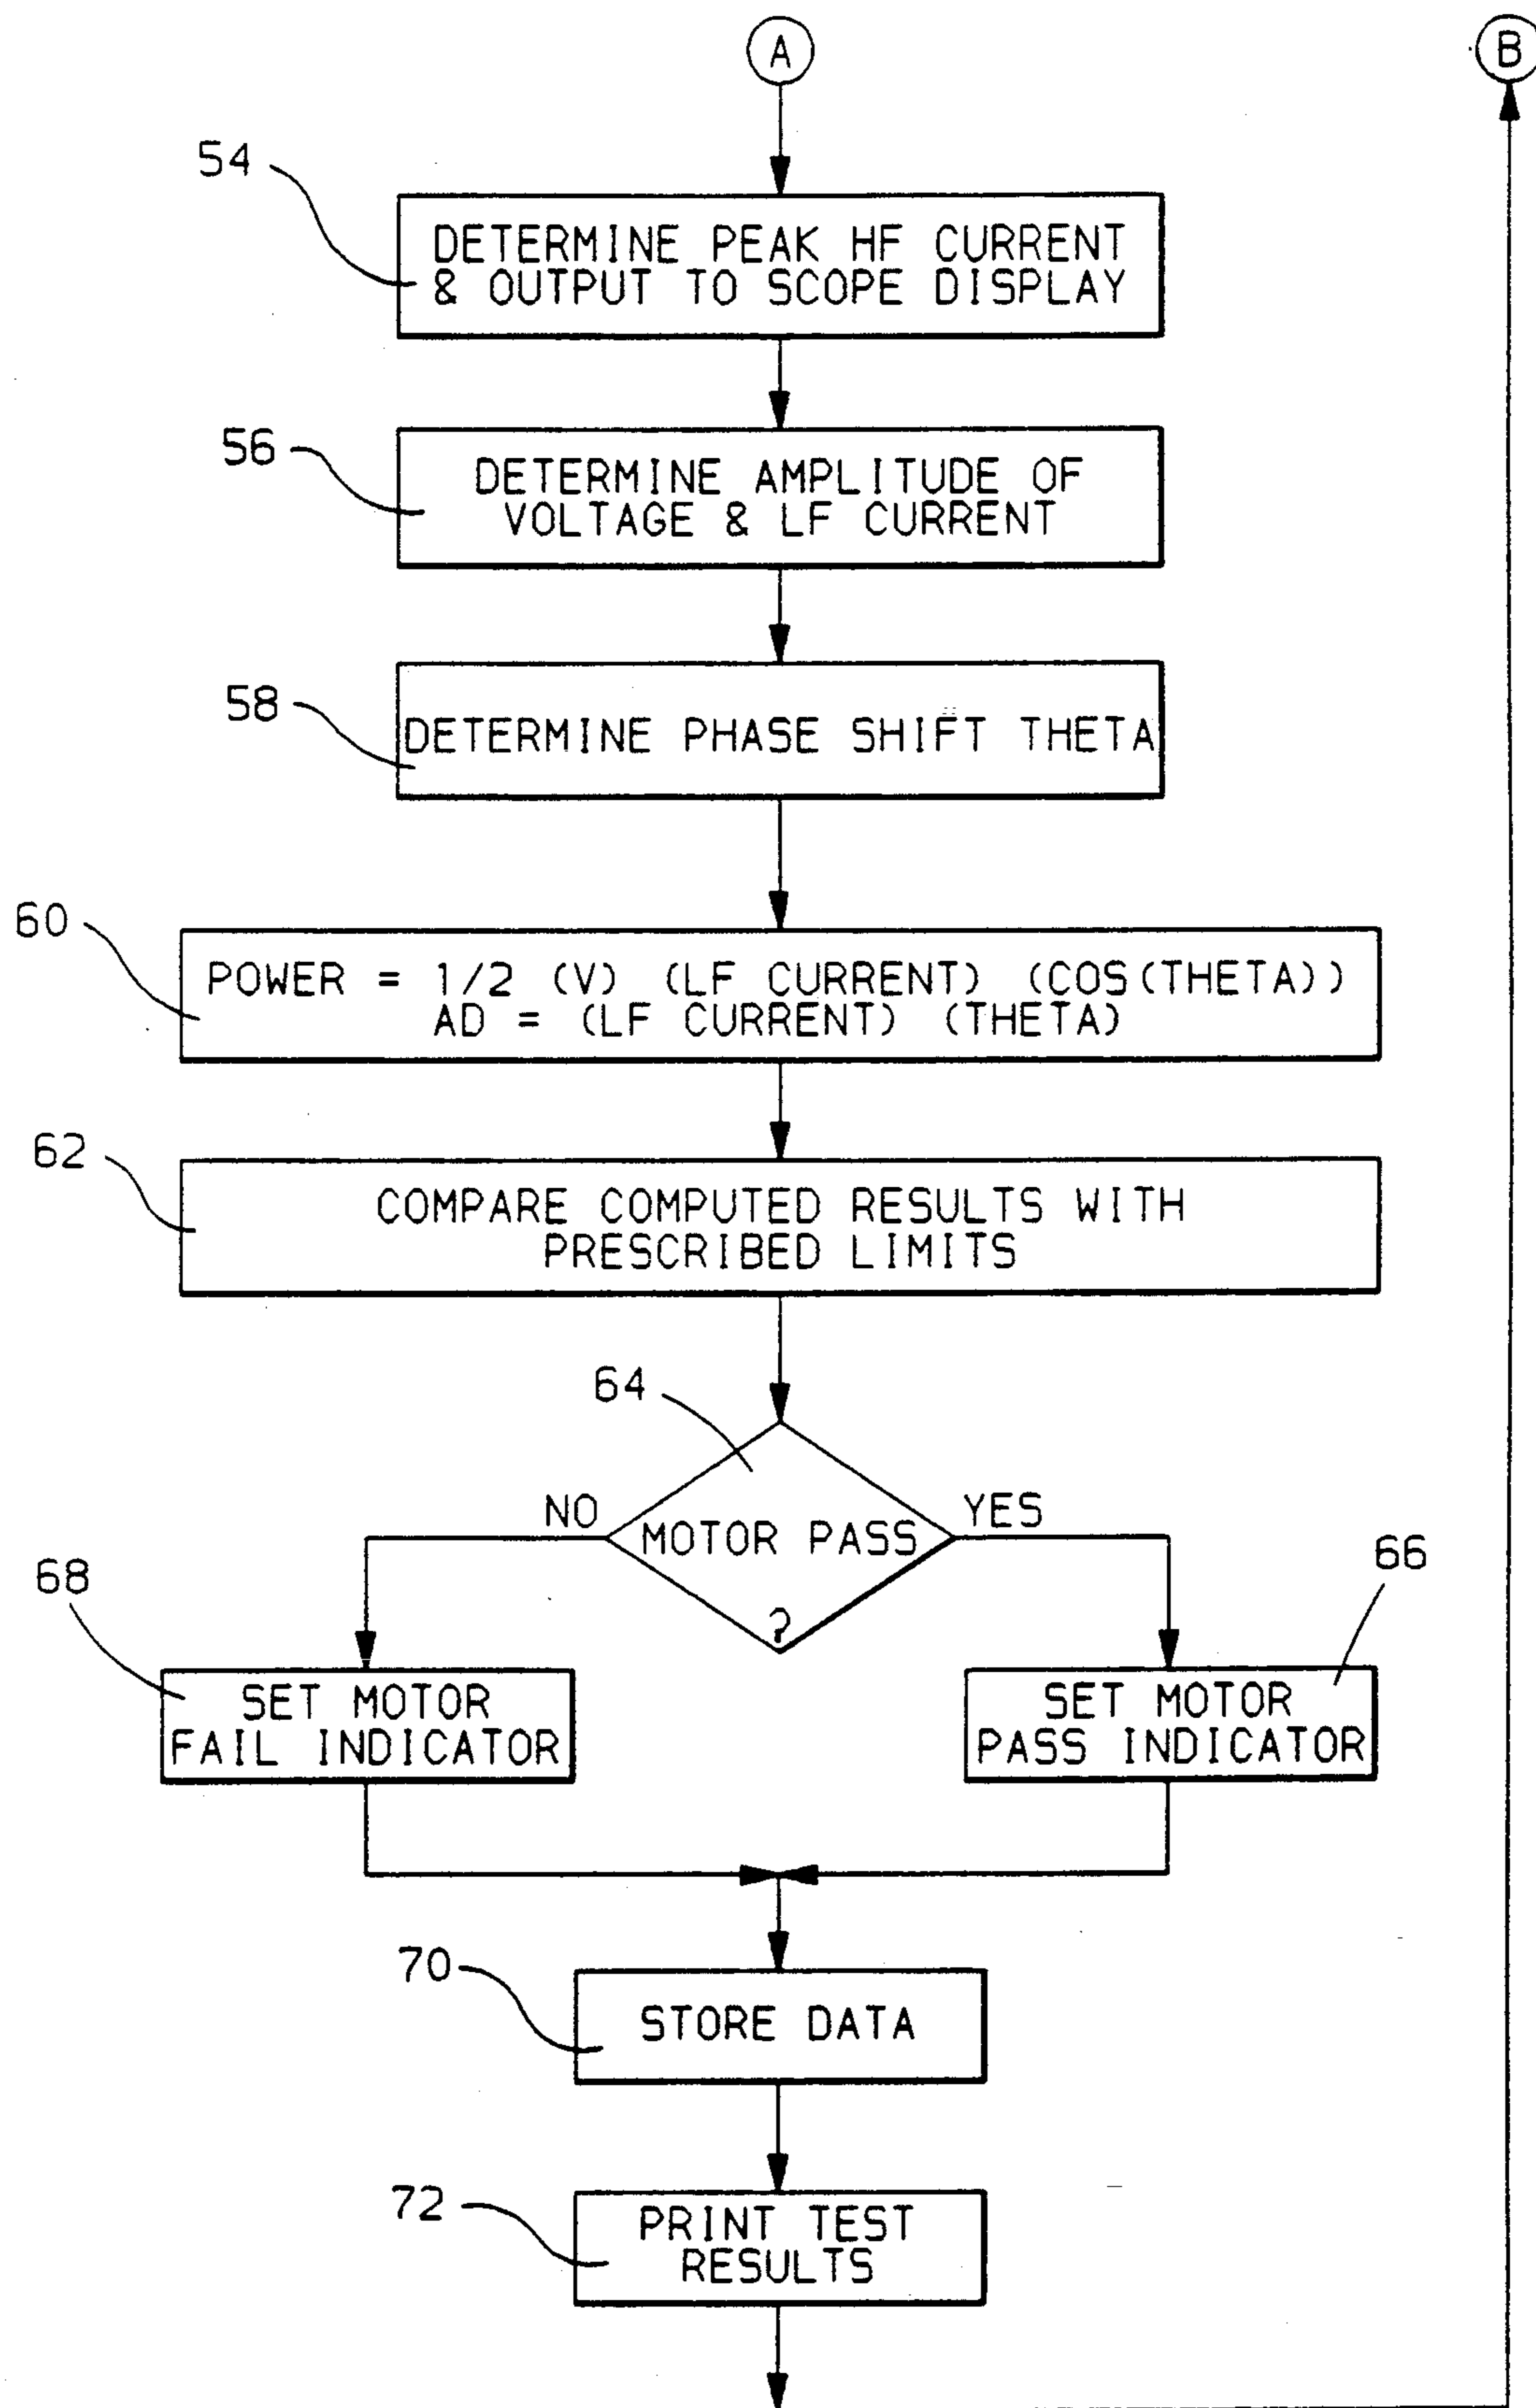 A
B
54
DETERMINE PEAK HF CURRENT
& OUTPUT TO SCOPE DISPLAY
56
DETERMINE AMPLITUDE OF
VOLTAGE & LF CURRENT
58
DETERMINE PHASE SHIFT THETA
60
POWER = 1/2 (V) (LF CURRENT) (COS(THETA))
AD = (LF CURRENT) (THETA)
62
COMPARE COMPUTED RESULTS WITH
PRESCRIBED LIMITS
64
NO
MOTOR PASS
?
YES
68
SET MOTOR
FAIL INDICATOR
66
SET MOTOR
PASS INDICATOR
70
STORE DATA
72
PRINT TEST
RESULTS